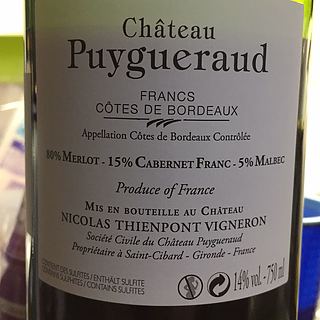 Château
Puygueraud
FRANCS
CÔTES DE BORDEAUX
Appellation Côtes de Bordeaux Contrôlée
80% MERLOT - 15% CABERNET FRANC - 5% MALBEC
Produce of France
MIS EN BOUTEILLE AU CHÂTEAU
NICOLAS THIENPONT VIGNERON
Société Civile du Château Puygueraud
Propriétaire à Saint-Cibard - Gironde - France
CONTIENT DES SULFITES / ENTHÄLT SULFITE
CONTAINS SULPHITES / CONTAINS SULFITES
14% vol. - 750 ml